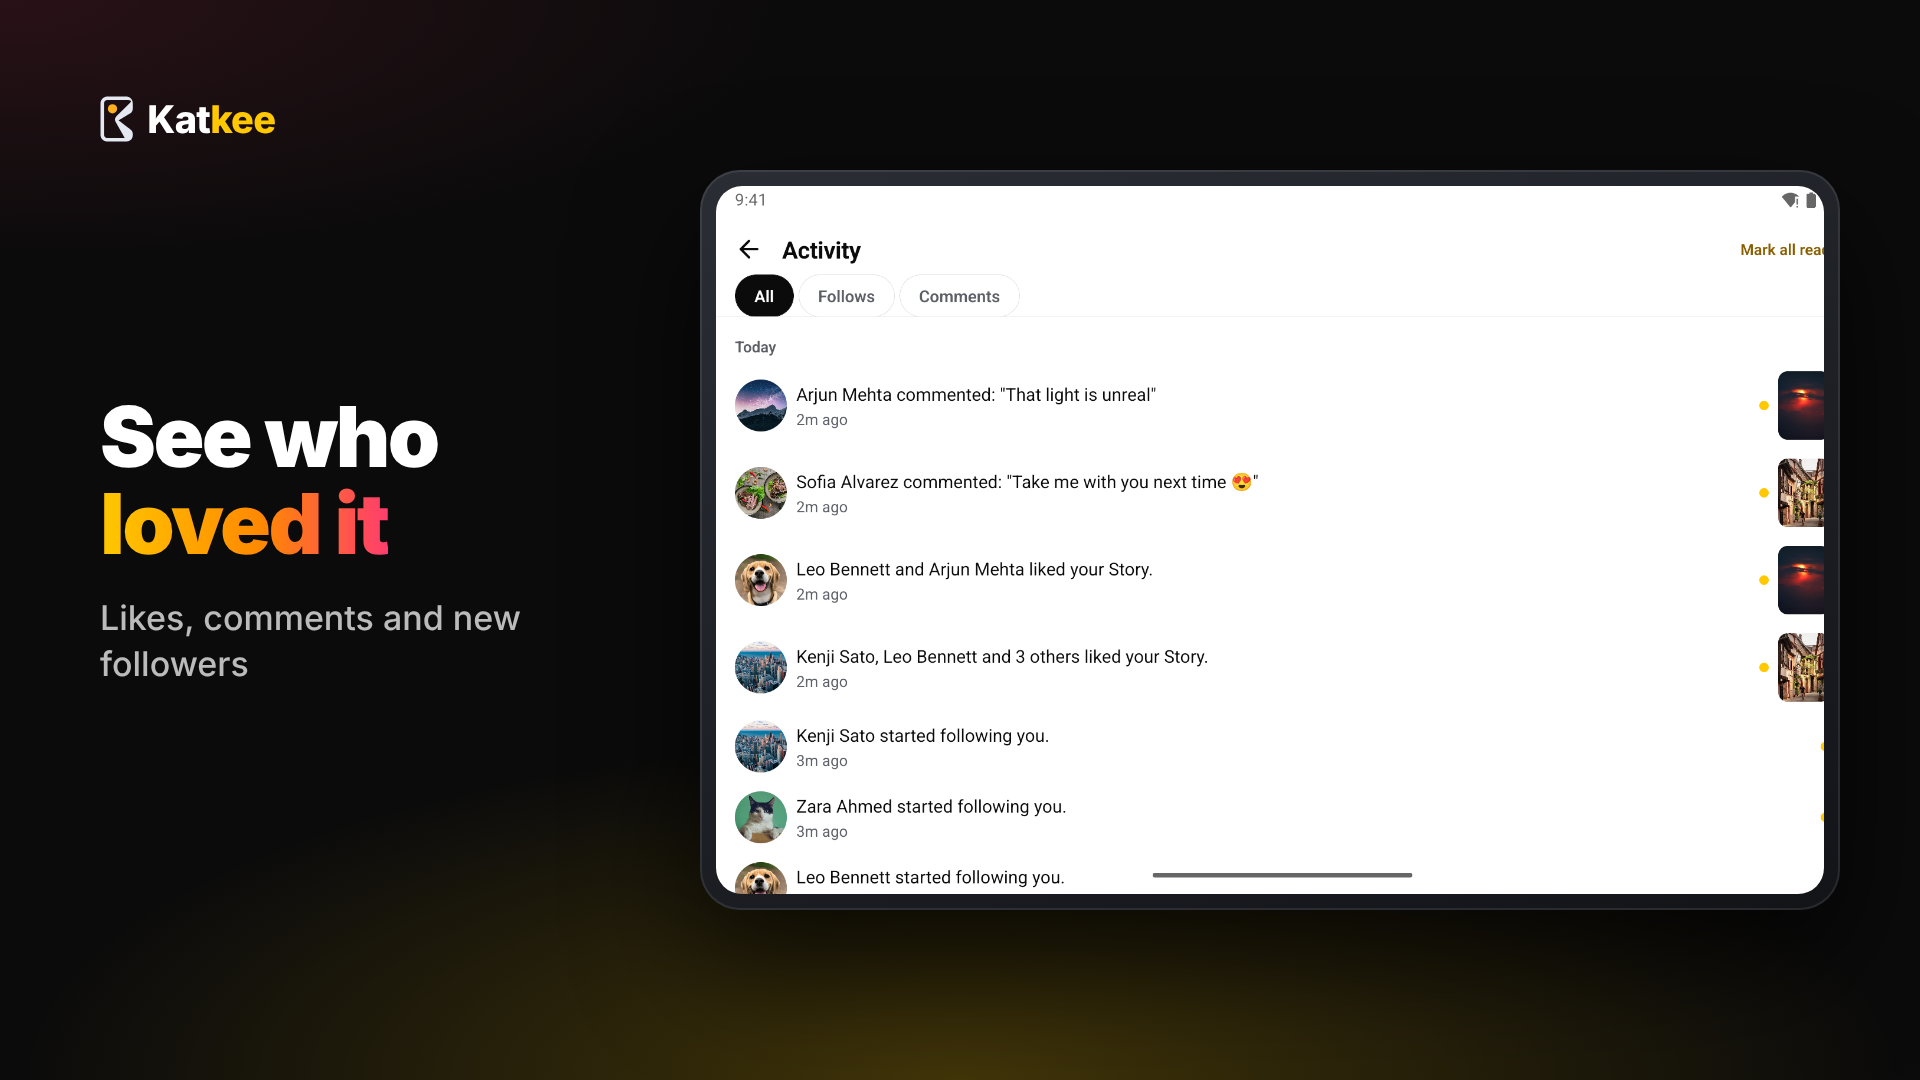 Katkee
See who
loved it
Likes, comments and new
followers
9:41
Activity
Mark all rea
All
Follows
Comments
Today
Arjun Mehta commented: "That light is unreal"
2m ago
Sofia Alvarez commented: "Take me with you next time 😍"
2m ago
Leo Bennett and Arjun Mehta liked your Story.
2m ago
Kenji Sato, Leo Bennett and 3 others liked your Story.
2m ago
Kenji Sato started following you.
3m ago
Zara Ahmed started following you.
3m ago
Leo Bennett started following you.